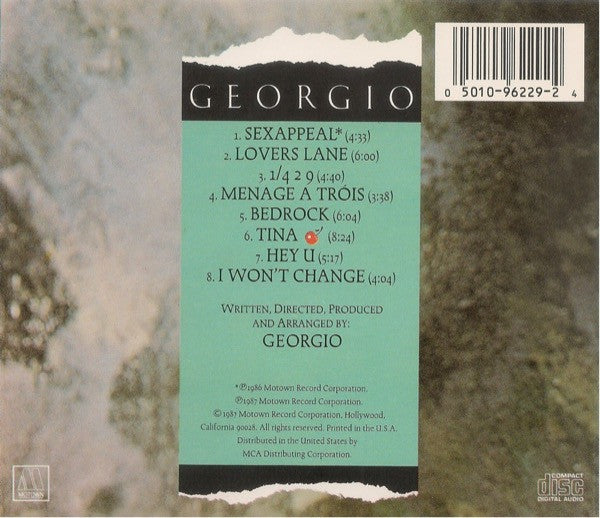 GEORGIO
0 5010-96229-2 4
1. SEXAPPEAL* (4:33)
2. LOVERS LANE (6:00)
3. 1/4 2 9 (4:40)
4. MENAGE A TRÓIS (3:38)
5. BEDROCK (6:04)
6. TINA (8:24)
7. HEY U (5:17)
8. I WON'T CHANGE (4:04)
WRITTEN, DIRECTED, PRODUCED
AND ARRANGED BY:
GEORGIO
*℗1986 Motown Record Corporation.
℗1987 Motown Record Corporation.
©1987 Motown Record Corporation, Hollywood,
California 90028. All rights reserved. Printed in the U.S.A.
Distributed in the United States by
MCA Distributing Corporation.
M
MOTOWN
COMPACT
disc
DIGITAL AUDIO